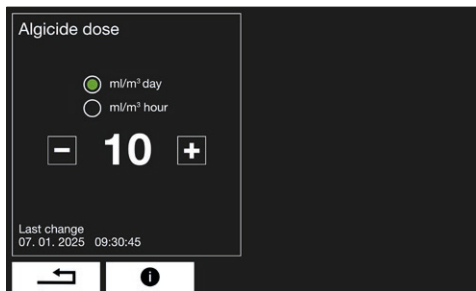 Algicide dose
ml/m³ day
ml/m³ hour
− 10 +
Last change
07. 01. 2025 09:30:45
i